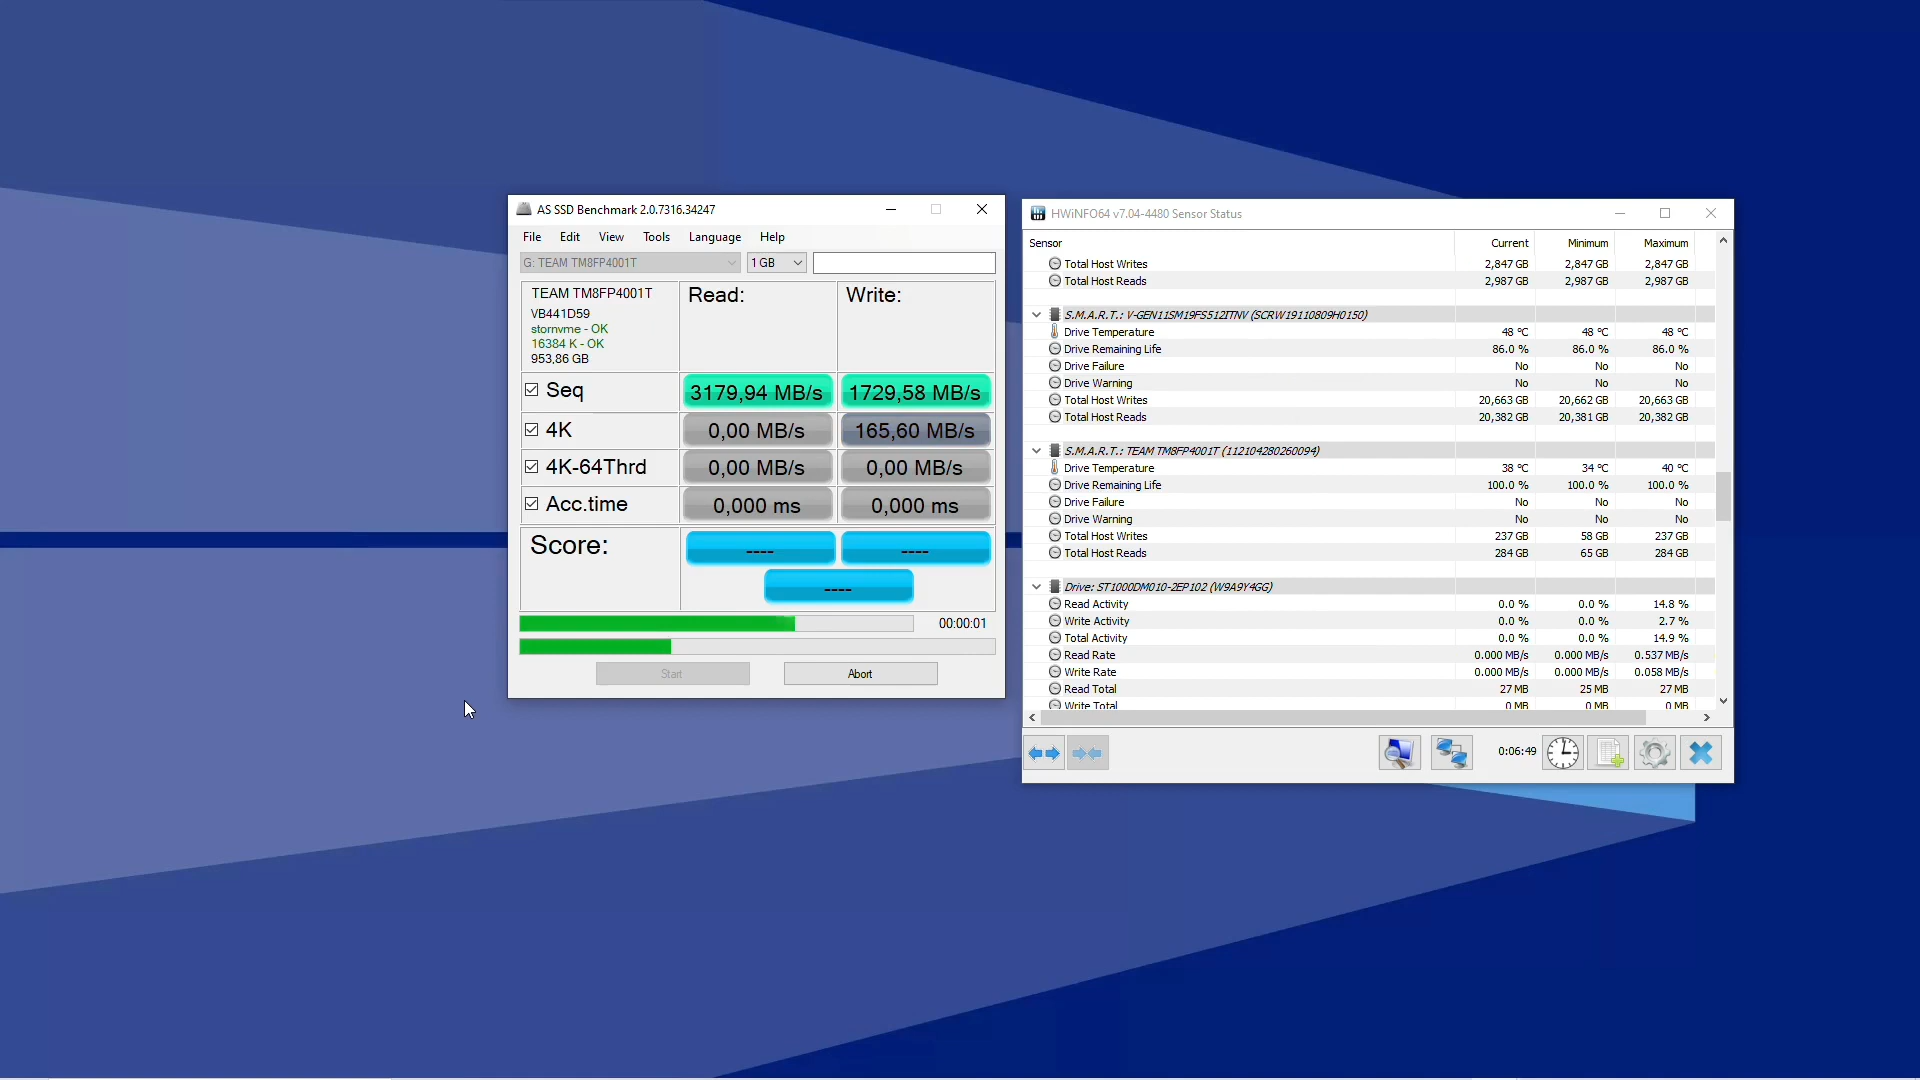 AS SSD Benchmark 2.0.7316.34247
File Edit View Tools Language Help
G: TEAM TM8FP4001T 1 GB
TEAM TM8FP4001T Read: Write:
VB441D59
stornvme - OK
16384 K - OK
953,86 GB
Seq 3179,94 MB/s 1729,58 MB/s
4K 0,00 MB/s 165,60 MB/s
4K-64Thrd 0,00 MB/s 0,00 MB/s
Acc.time 0,000 ms 0,000 ms
Score: ---- ----
----
00:00:01
Start Abort
HWiNFO64 v7.04-4480 Sensor Status
Sensor Current Minimum Maximum
Total Host Writes 2,847 GB 2,847 GB 2,847 GB
Total Host Reads 2,987 GB 2,987 GB 2,987 GB
S.M.A.R.T.: V-GEN11SM19FS512ITNV (SCRW19110809H0150)
Drive Temperature 48 °C 48 °C 48 °C
Drive Remaining Life 86.0 % 86.0 % 86.0 %
Drive Failure No No No
Drive Warning No No No
Total Host Writes 20,663 GB 20,662 GB 20,663 GB
Total Host Reads 20,382 GB 20,381 GB 20,382 GB
S.M.A.R.T.: TEAM TM8FP4001T (112104280260094)
Drive Temperature 38 °C 34 °C 40 °C
Drive Remaining Life 100.0 % 100.0 % 100.0 %
Drive Failure No No No
Drive Warning No No No
Total Host Writes 237 GB 58 GB 237 GB
Total Host Reads 284 GB 65 GB 284 GB
Drive: ST1000DM010-2EP102 (W9A9Y4GG)
Read Activity 0.0 % 0.0 % 14.8 %
Write Activity 0.0 % 0.0 % 2.7 %
Total Activity 0.0 % 0.0 % 14.9 %
Read Rate 0.000 MB/s 0.000 MB/s 0.537 MB/s
Write Rate 0.000 MB/s 0.000 MB/s 0.058 MB/s
Read Total 27 MB 25 MB 27 MB
Write Total 0 MB 0 MB 0 MB
0:06:49